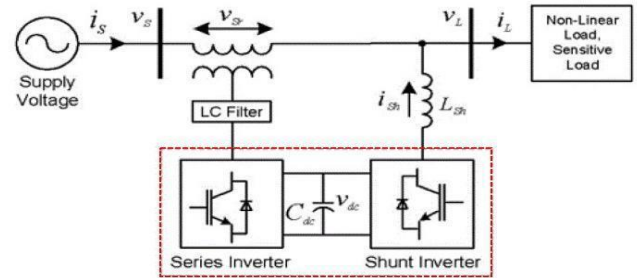 i_s
v_S
v_Sr
v_L
i_L
Non-Linear
Load,
Sensitive
Load
Supply
Voltage
LC Filter
i_Sh
L_Sh
C_dc
v_dc
Series Inverter
Shunt Inverter